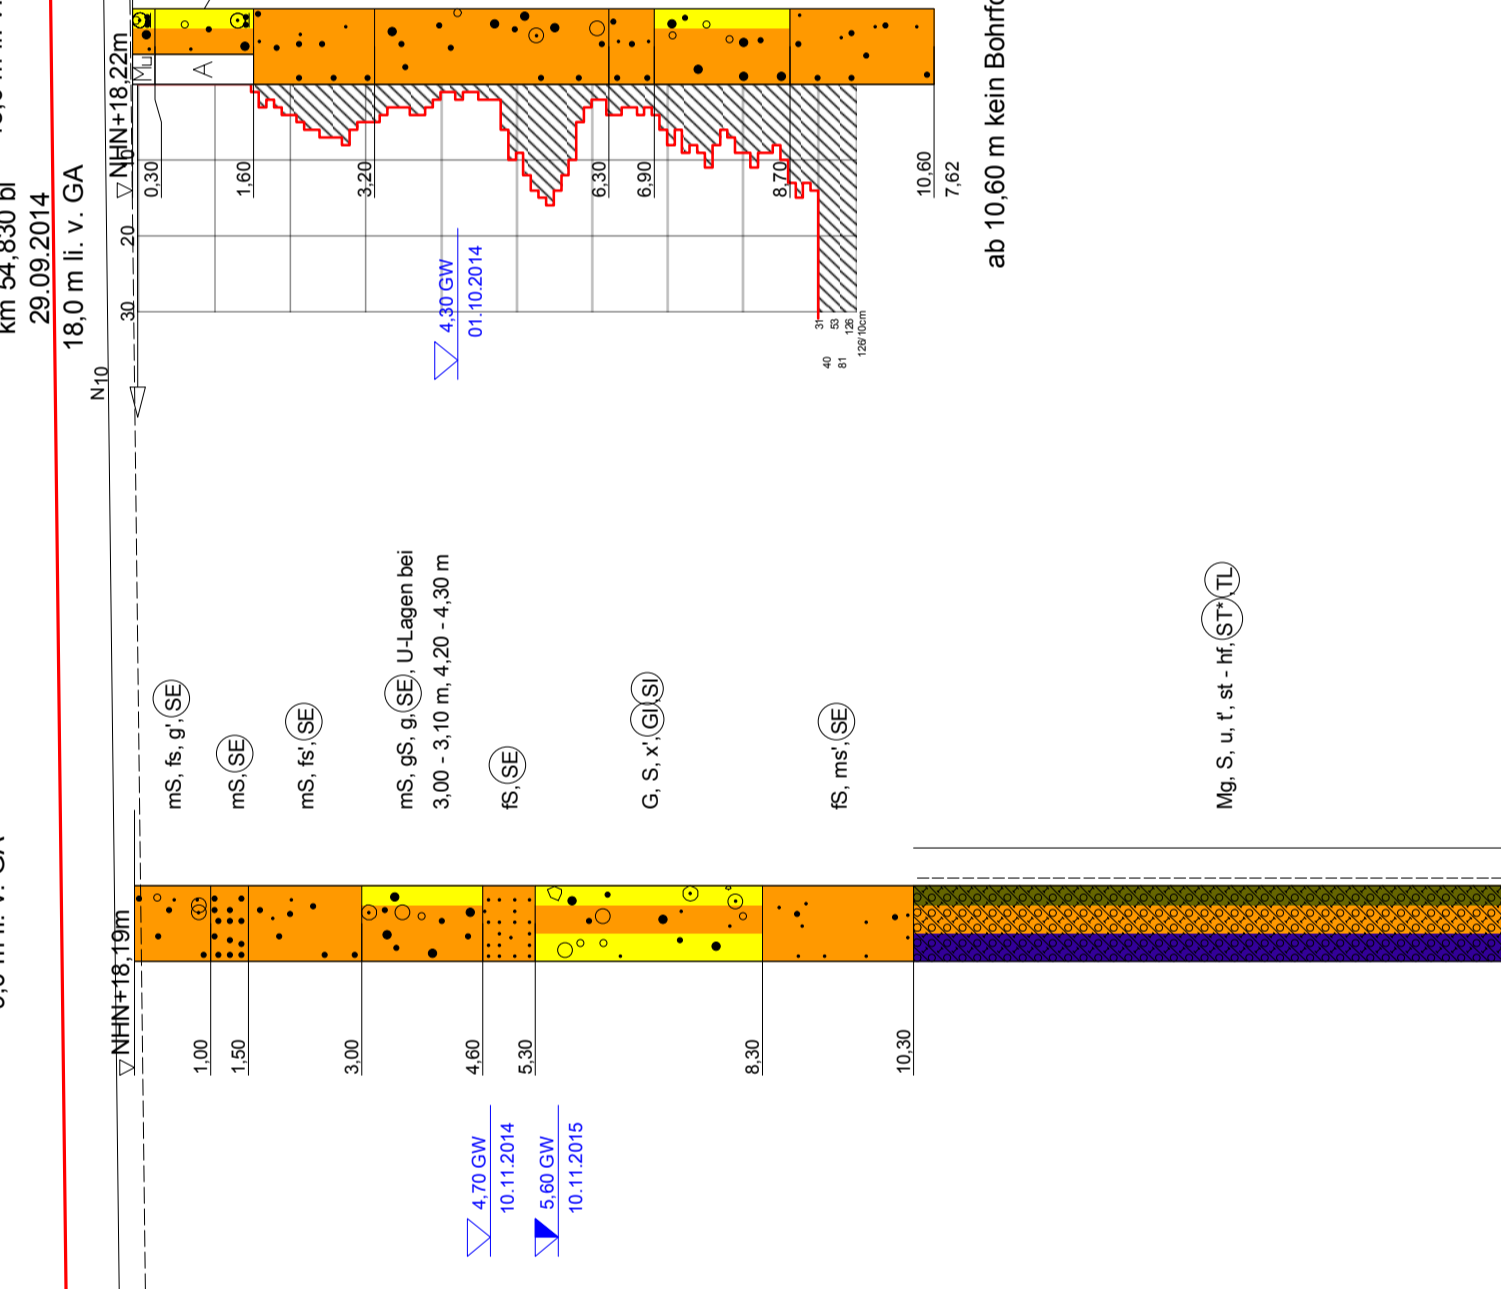 km 54,830 bl
29.09.2014
18,0 m li. v. GA
N10
NHN+18,22m
Mu
A
10
20
30
0,30
1,60
3,20
6,30
6,90
8,70
10,60
7,62
4,30 GW
01.10.2014
31
40
53
81
126
126/10cm
ab 10,60 m kein Bohrfo
NHN+18,19m
mS, fs, g', SE
mS, SE
mS, fs', SE
mS, gS, g, SE, U-Lagen bei
3,00 - 3,10 m, 4,20 - 4,30 m
fS, SE
G, S, x', GI, SI
fS, ms', SE
Mg, S, u, t', st - hf, ST*, TL
1,00
1,50
3,00
4,60
5,30
8,30
10,30
4,70 GW
10.11.2014
5,60 GW
10.11.2015